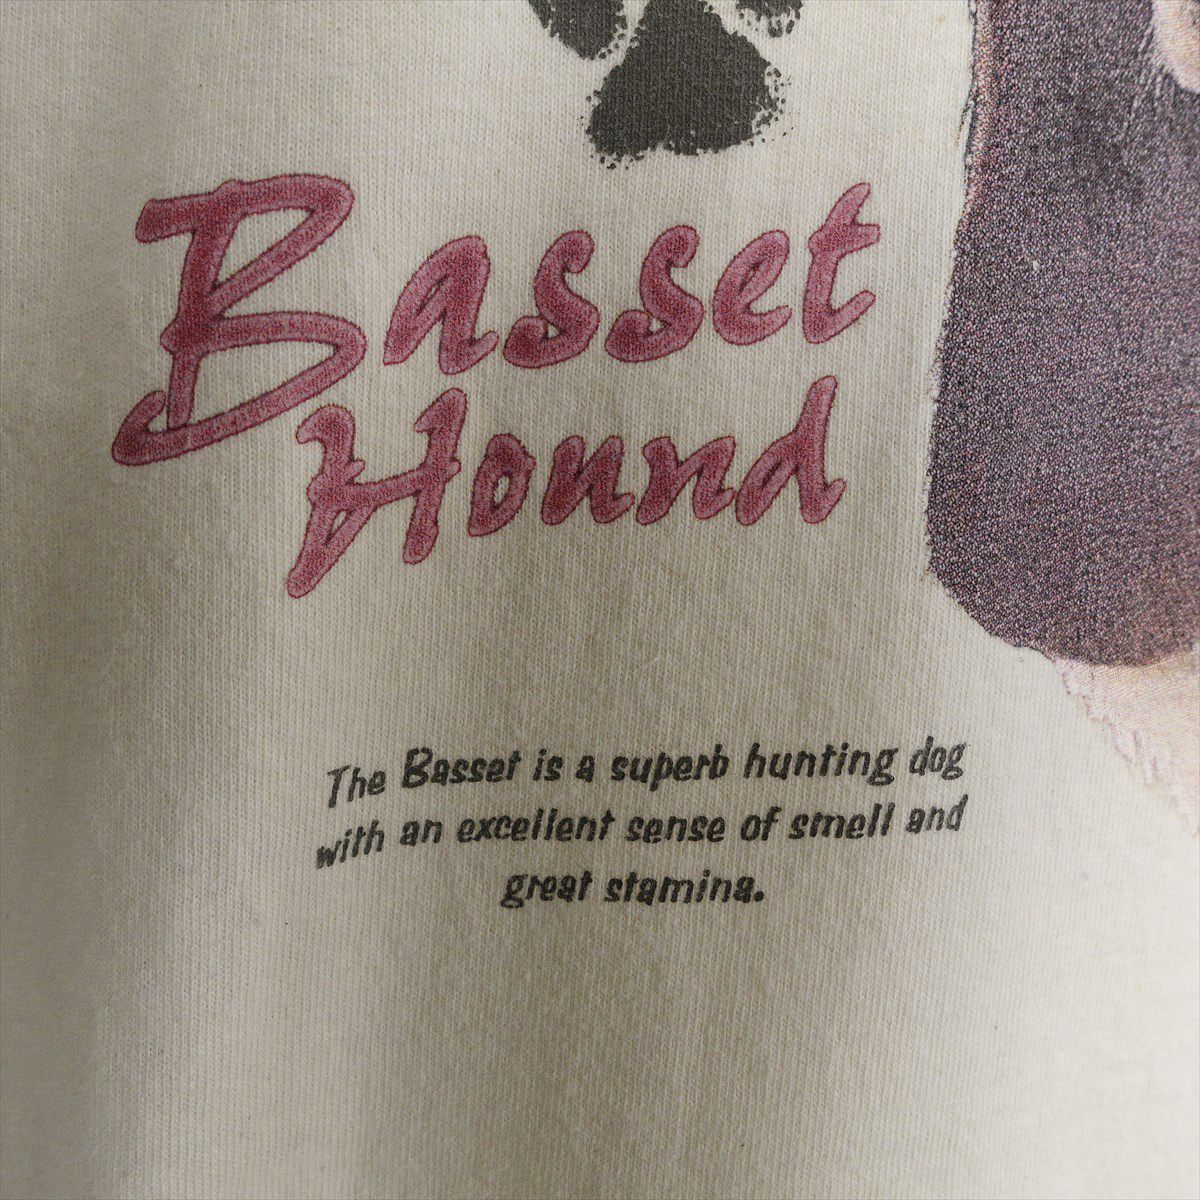 Basset
Hound
The Basset is a superb hunting dog
with an excellent sense of smell and
great stamina.